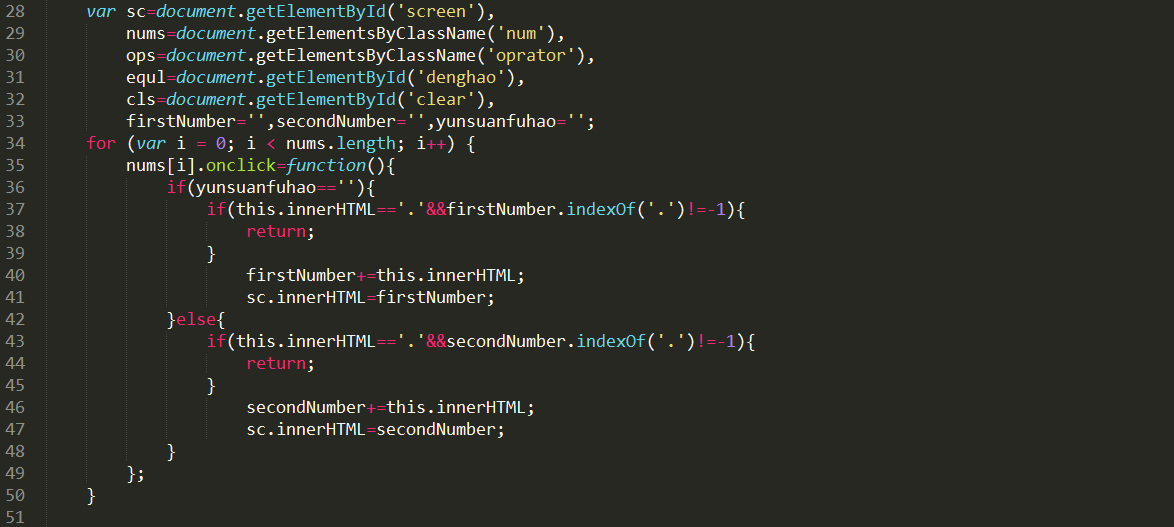 28 var sc=document.getElementById('screen'),
29 nums=document.getElementsByClassName('num'),
30 ops=document.getElementsByClassName('oprator'),
31 equl=document.getElementById('denghao'),
32 cls=document.getElementById('clear'),
33 firstNumber='',secondNumber='',yunsuanfuhao='';
34 for (var i = 0; i < nums.length; i++) {
35 nums[i].onclick=function(){
36 if(yunsuanfuhao==''){
37 if(this.innerHTML=='.'&&firstNumber.indexOf('.')!=-1){
38 return;
39 }
40 firstNumber+=this.innerHTML;
41 sc.innerHTML=firstNumber;
42 }else{
43 if(this.innerHTML=='.'&&secondNumber.indexOf('.')!=-1){
44 return;
45 }
46 secondNumber+=this.innerHTML;
47 sc.innerHTML=secondNumber;
48 }
49 };
50 }
51